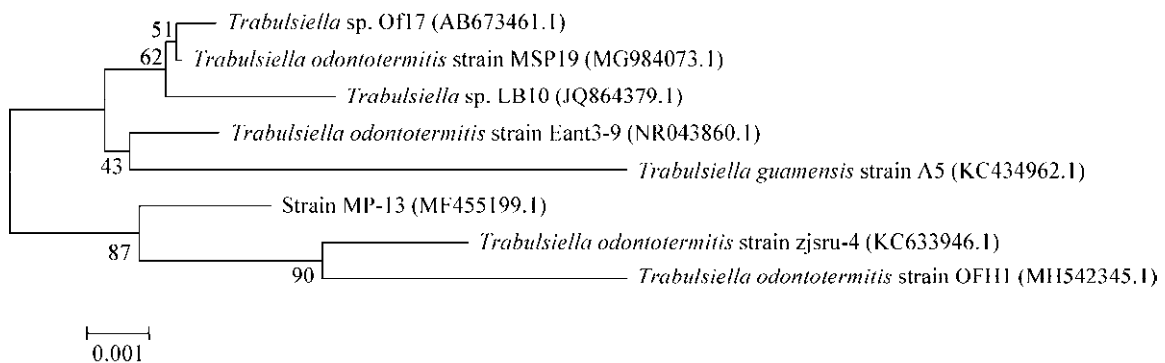 51
Trabulsiella sp. Of17 (AB673461.1)
62
Trabulsiella odontotermitis strain MSP19 (MG984073.1)
Trabulsiella sp. LB10 (JQ864379.1)
Trabulsiella odontotermitis strain Eant3-9 (NR043860.1)
43
Trabulsiella guamensis strain A5 (KC434962.1)
Strain MP-13 (MF455199.1)
87
Trabulsiella odontotermitis strain zjsru-4 (KC633946.1)
90
Trabulsiella odontotermitis strain OFH1 (MH542345.1)
0.001